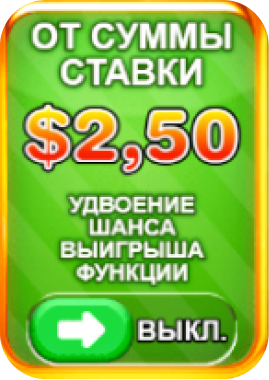 ОТ СУММЫ
СТАВКИ
$2,50
УДВОЕНИЕ
ШАНСА
ВЫИГРЫША
ФУНКЦИИ
ВЫКЛ.